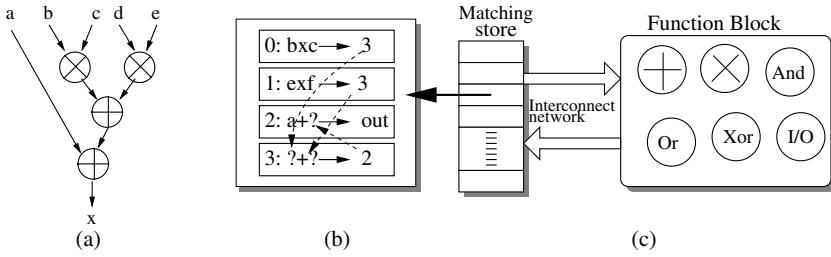 a b c d e
x
(a)
0: bxc 3
1: exf 3
2: a+? out
3: ?+? 2
(b)
Matching
store
Interconnect
network
Function Block
And
Or Xor I/O
(c)